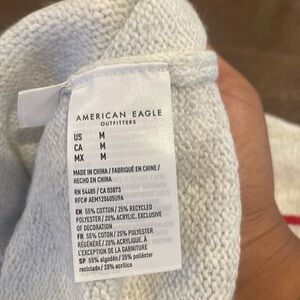 AMERICAN EAGLE
OUTFITTERS
US M
CA M
MX M
MADE IN CHINA / FABRIQUÉ EN CHINE /
HECHO EN CHINA
RN 54485 / CA 03873
RFC# AEM120605U9A
EN 55% COTTON / 25% RECYCLED
POLYESTER / 20% ACRYLIC. EXCLUSIVE
OF DECORATION
FR 55% COTON / 25% POLYESTER
RÉGÉNÉRÉ / 20% ACRYLIQUE. À
L'EXCEPTION DE LA GARNITURE
SP 55% algodón / 25% poliéster
reciclado / 20% acrílico